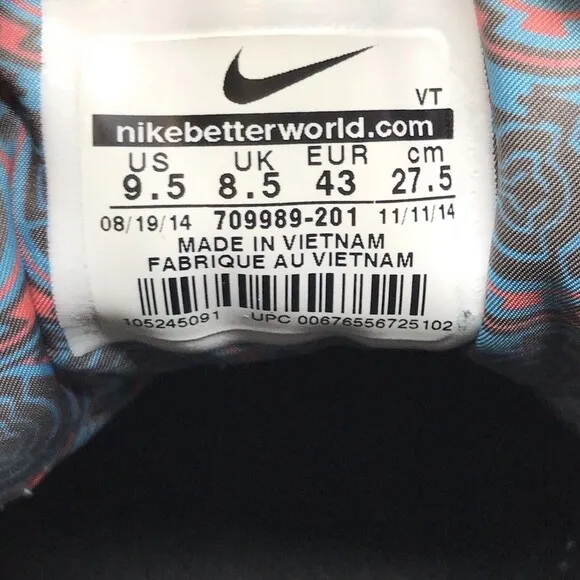 VT
nikebetterworld.com
US UK EUR cm
9.5 8.5 43 27.5
08/19/14 709989-201 11/11/14
MADE IN VIETNAM
FABRIQUE AU VIETNAM
105245091 UPC 00676556725102